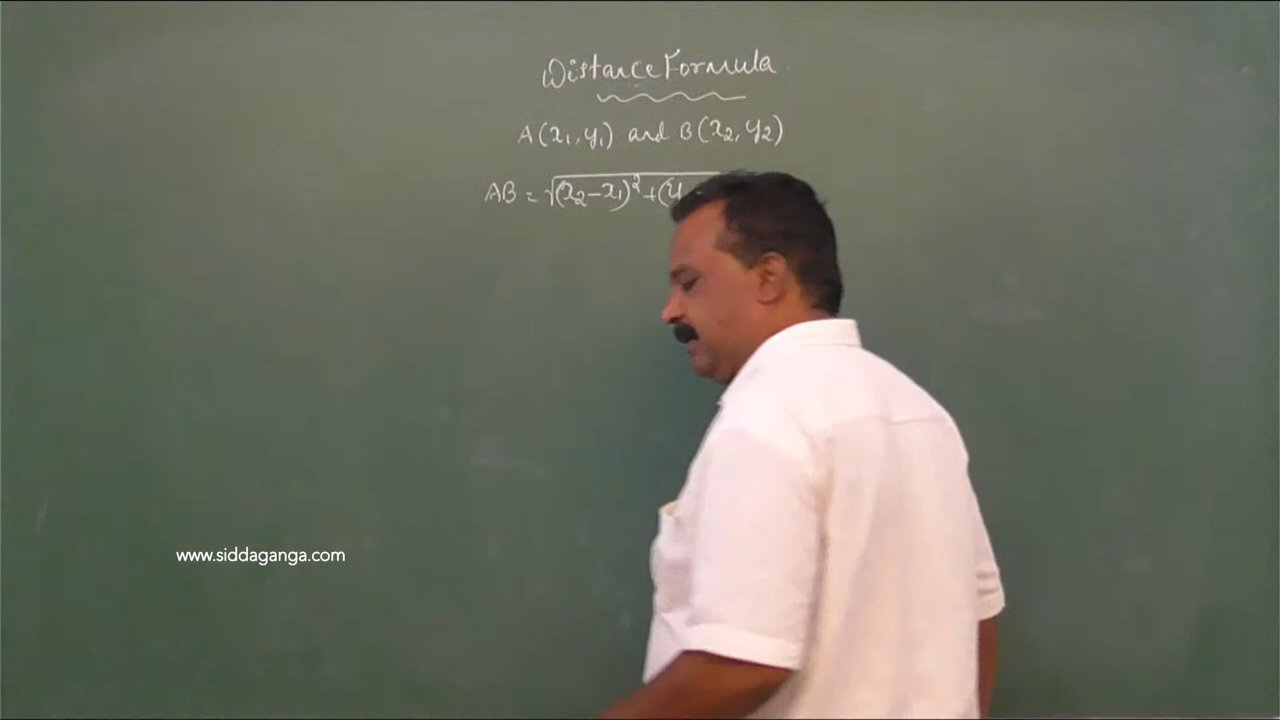 Distance Formula
A(x₁, y₁) and B(x₂, y₂)
AB = √(x₂-x₁)²+(y -
www.siddaganga.com